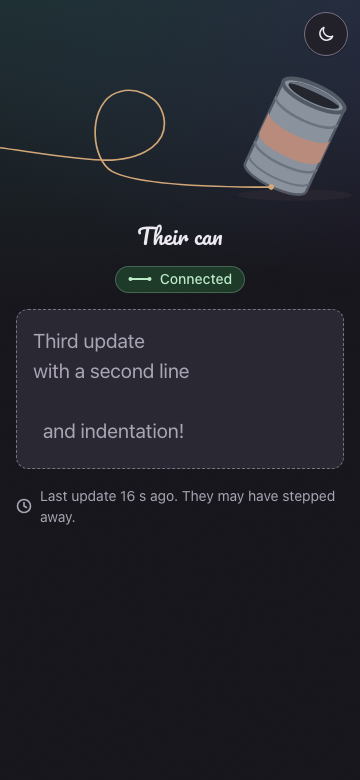 Their can
Connected
Third update
with a second line

  and indentation!
Last update 16 s ago. They may have stepped
away.